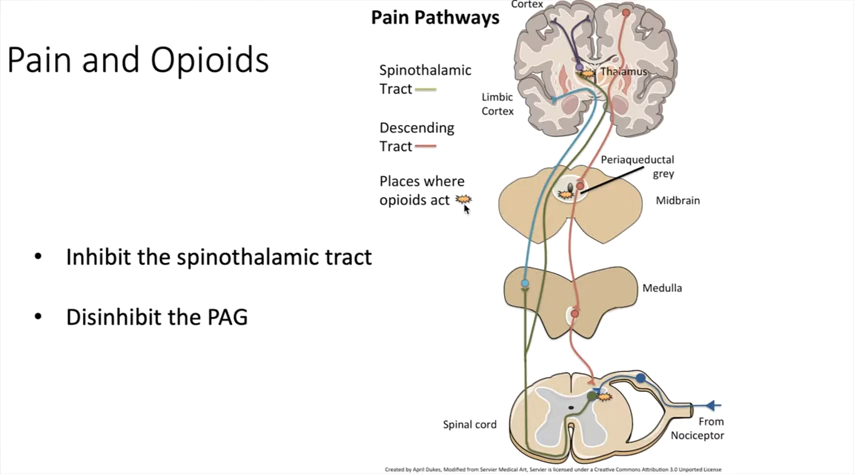 Cortex
Pain Pathways
Pain and Opioids
Spinothalamic
Tract
Thalamus
Limbic
Cortex
Descending
Tract
Periaqueductal
grey
Places where
opioids act
Midbrain
Inhibit the spinothalamic tract
Medulla
Disinhibit the PAG
Spinal cord
From
Nociceptor
Created by April Dukes, Modified from Servier Medical Art, Servier is licensed under a Creative Commons Attribution 3.0 Unported License